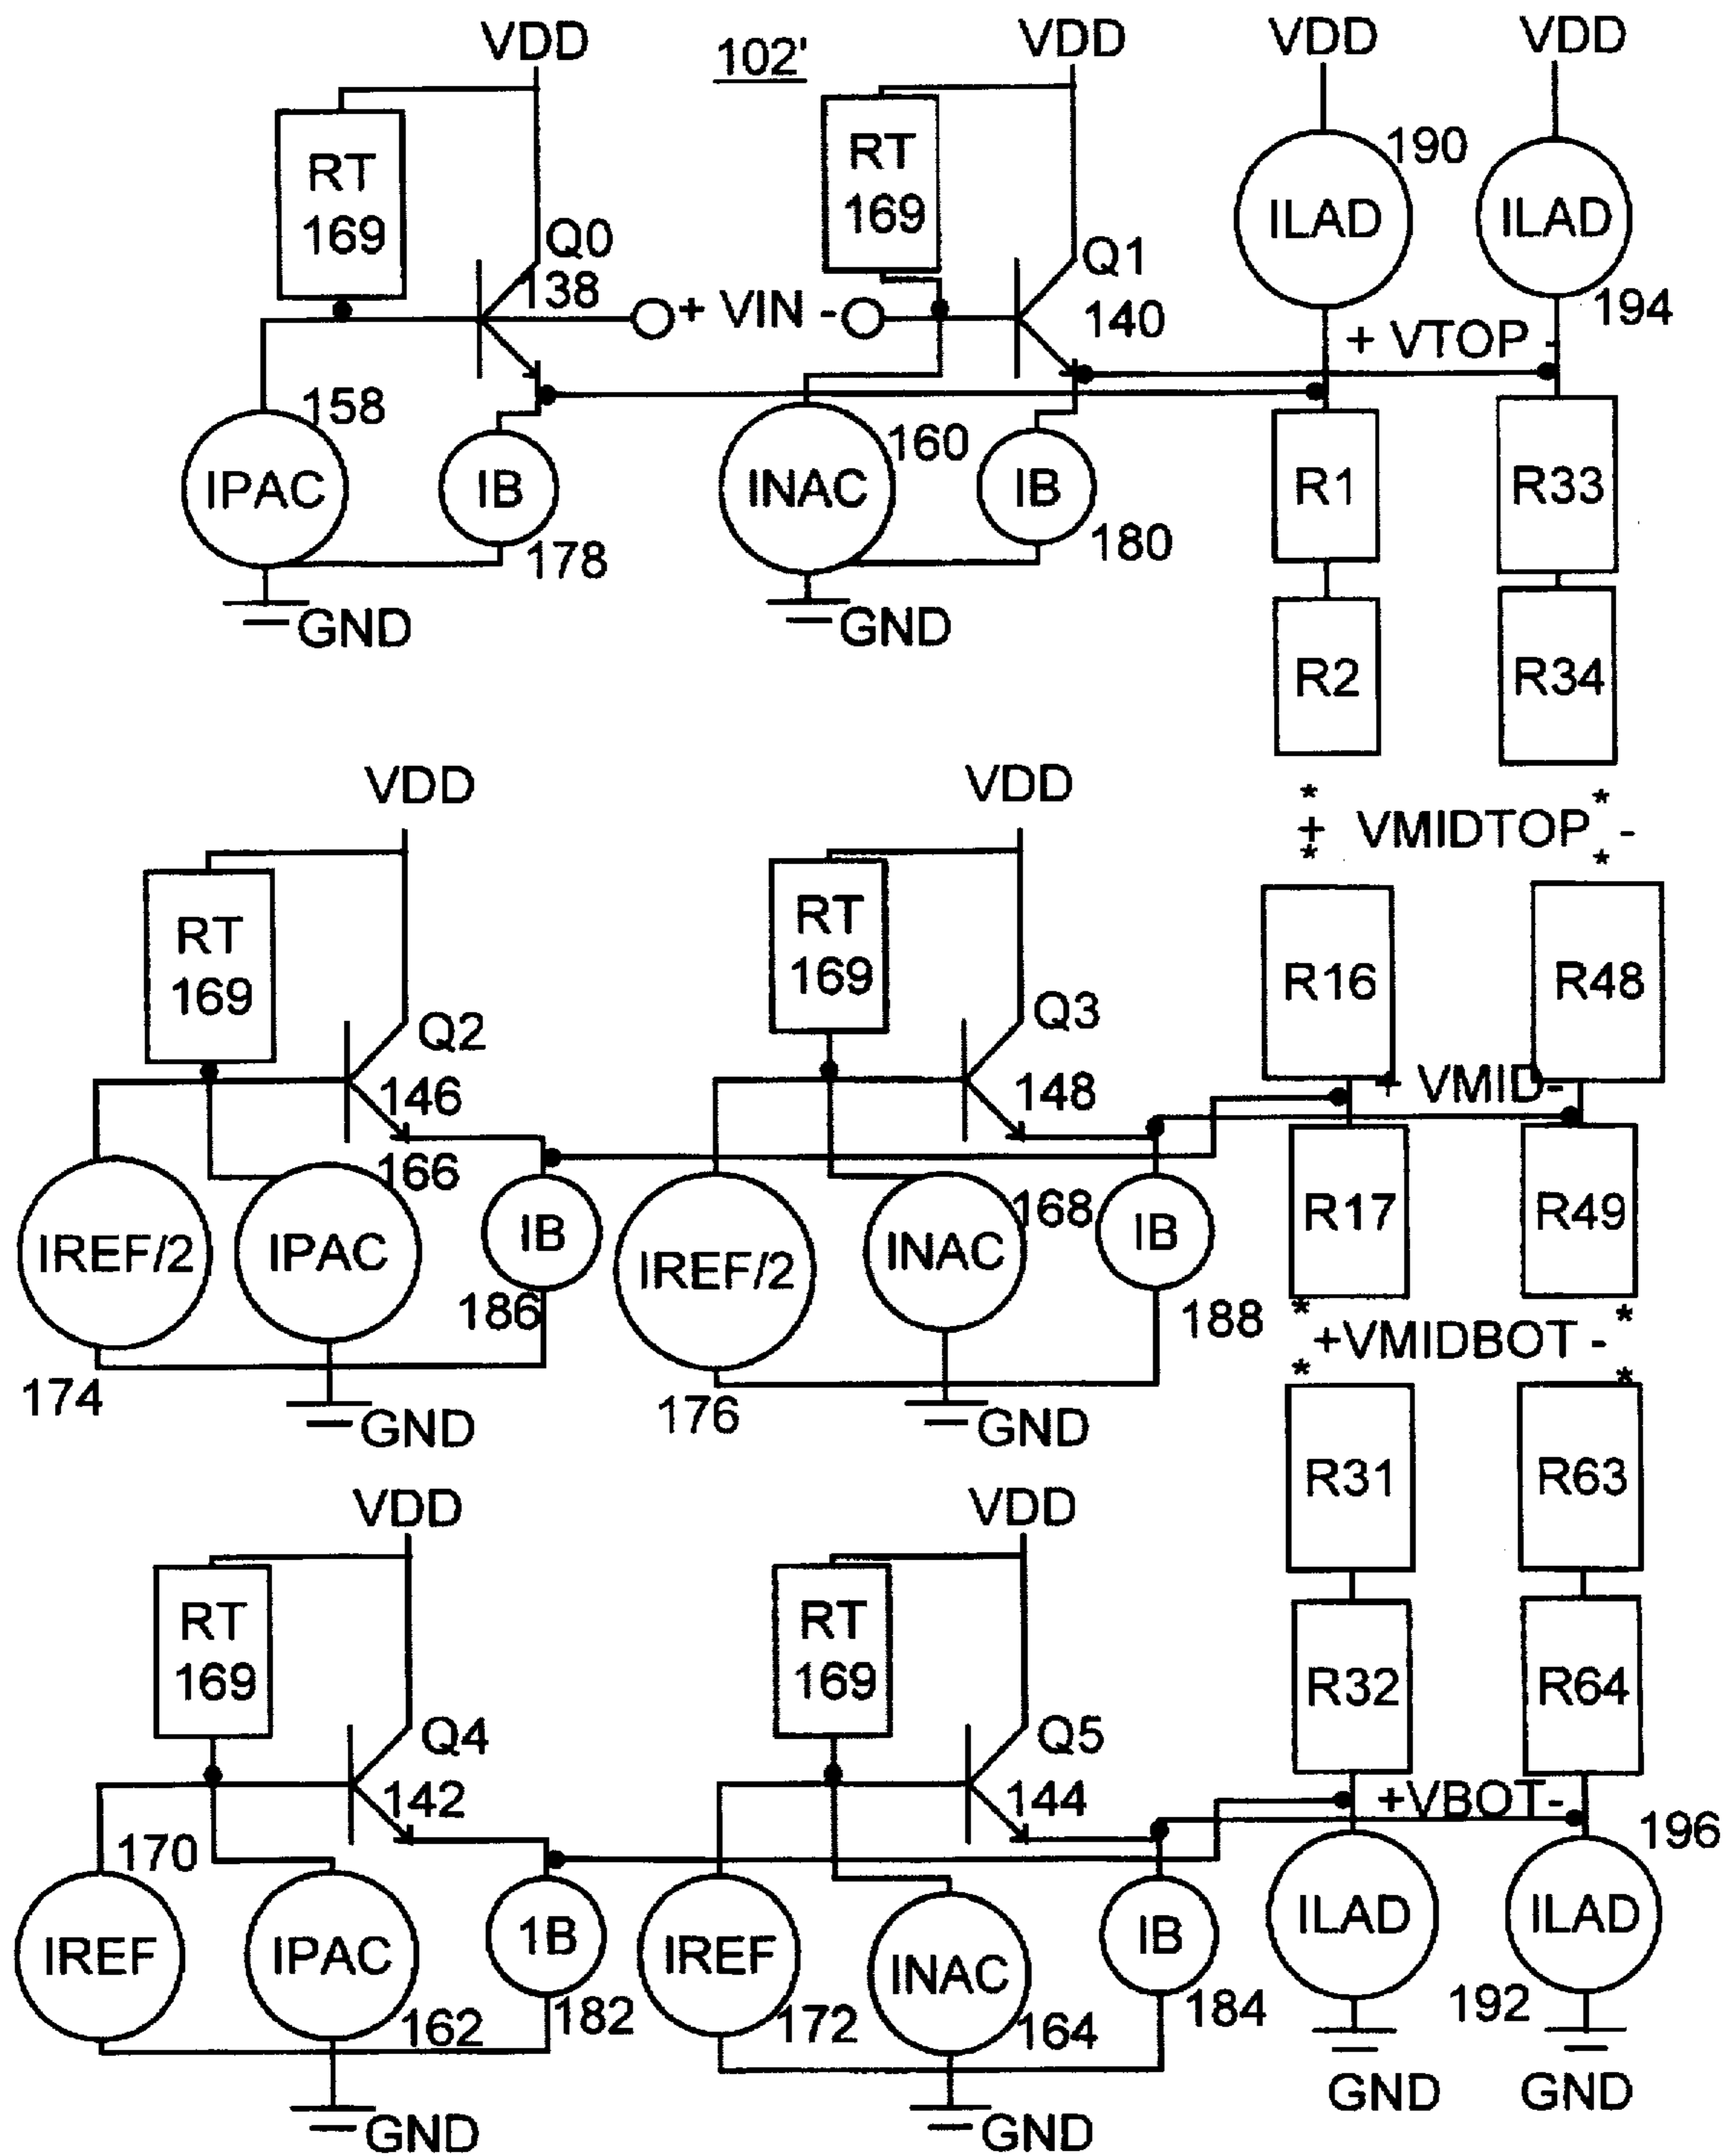 VDD
102'
VDD
VDD
VDD
RT
169
RT
169
190
ILAD
ILAD
Q0
138
+ VIN -
Q1
140
194
+ VTOP -
158
IPAC
IB
178
160
INAC
IB
180
R1
R33
GND
GND
R2
R34
VDD
VDD
*
*
+ VMIDTOP -
*
*
RT
169
RT
169
R16
R48
Q2
146
Q3
148
+ VMID-
166
IREF/2
IPAC
IB
186
IREF/2
168
INAC
IB
188
R17
R49
*
*
+VMIDBOT -
*
*
174
GND
176
GND
R31
R63
VDD
VDD
RT
169
RT
169
R32
R64
Q4
142
Q5
144
+VBOT-
196
170
IREF
IPAC
162
1B
182
IREF
172
INAC
164
IB
184
ILAD
192
ILAD
GND
GND
GND
GND